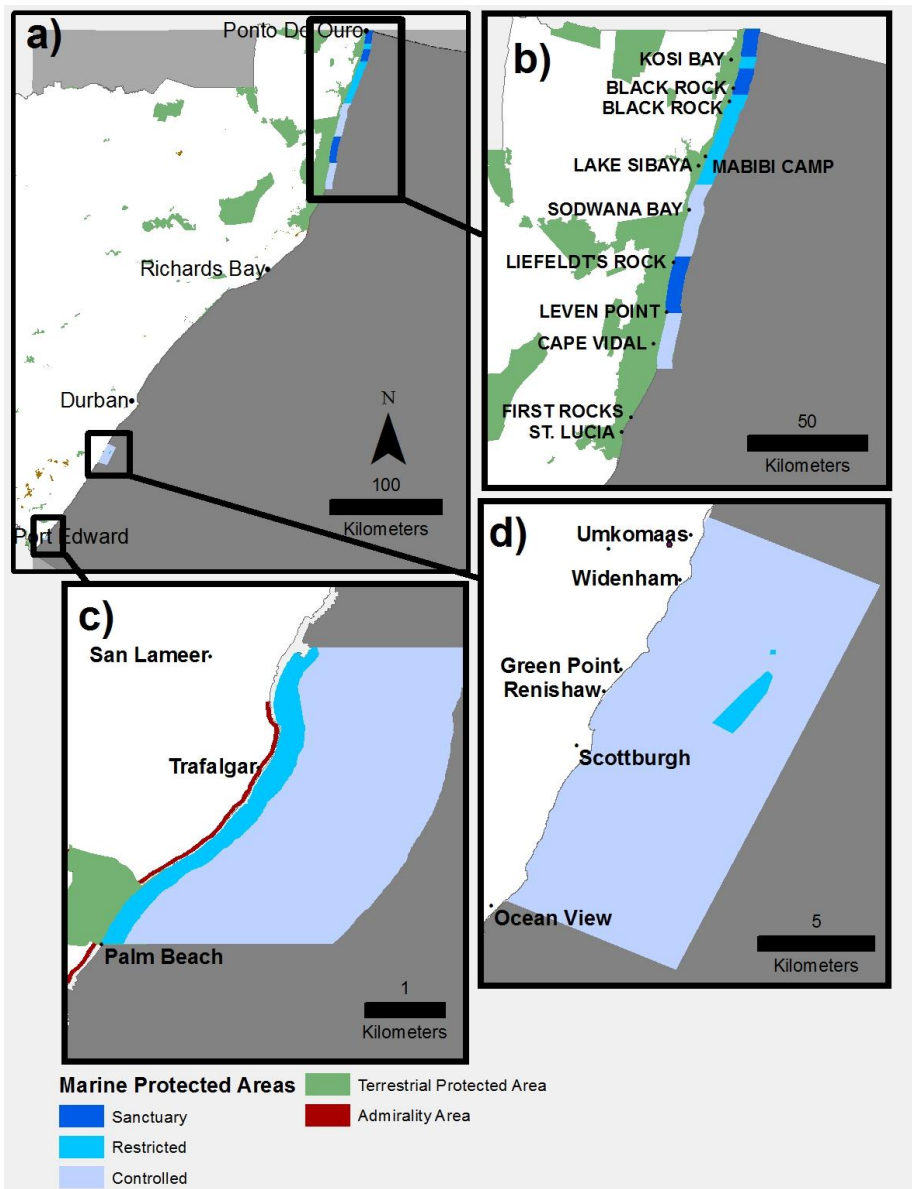 a)
Ponto De Ouro
Richards Bay
Durban
N
100
Kilometers
Port Edward
b)
KOSI BAY
BLACK ROCK
BLACK ROCK
LAKE SIBAYA
MABIBI CAMP
SODWANA BAY
LIEFELDT'S ROCK
LEVEN POINT
CAPE VIDAL
FIRST ROCKS
ST. LUCIA
50
Kilometers
c)
San Lameer
Trafalgar
Palm Beach
1
Kilometers
d)
Umkomaas
Widenham
Green Point
Renishaw
Scottburgh
Ocean View
5
Kilometers
Marine Protected Areas
Sanctuary
Restricted
Controlled
Terrestrial Protected Area
Admirality Area